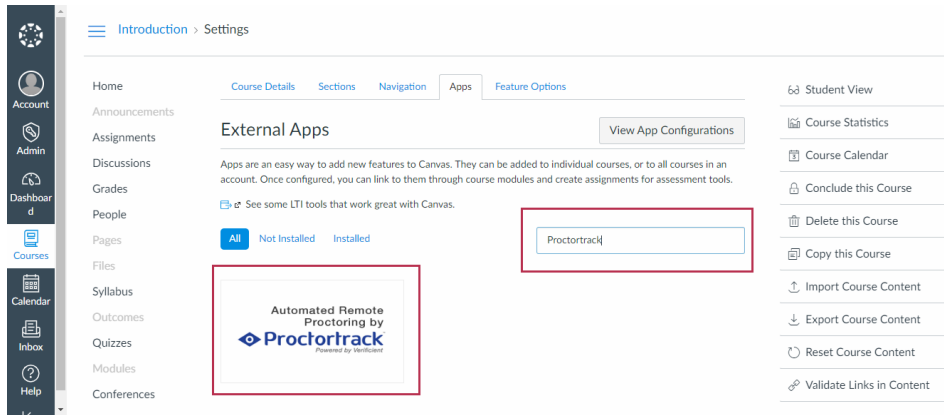 Introduction > Settings
Account
Admin
Dashboar
d
Courses
Calendar
Inbox
Help
Home
Announcements
Assignments
Discussions
Grades
People
Pages
Files
Syllabus
Outcomes
Quizzes
Modules
Conferences
Course Details Sections Navigation Apps Feature Options
External Apps
View App Configurations
Apps are an easy way to add new features to Canvas. They can be added to individual courses, or to all courses in an
account. Once configured, you can link to them through course modules and create assignments for assessment tools.
See some LTI tools that work great with Canvas.
All Not Installed Installed
Proctortrack
Automated Remote
Proctoring by
Proctortrack
Powered by Verificient
Student View
Course Statistics
Course Calendar
Conclude this Course
Delete this Course
Copy this Course
Import Course Content
Export Course Content
Reset Course Content
Validate Links in Content